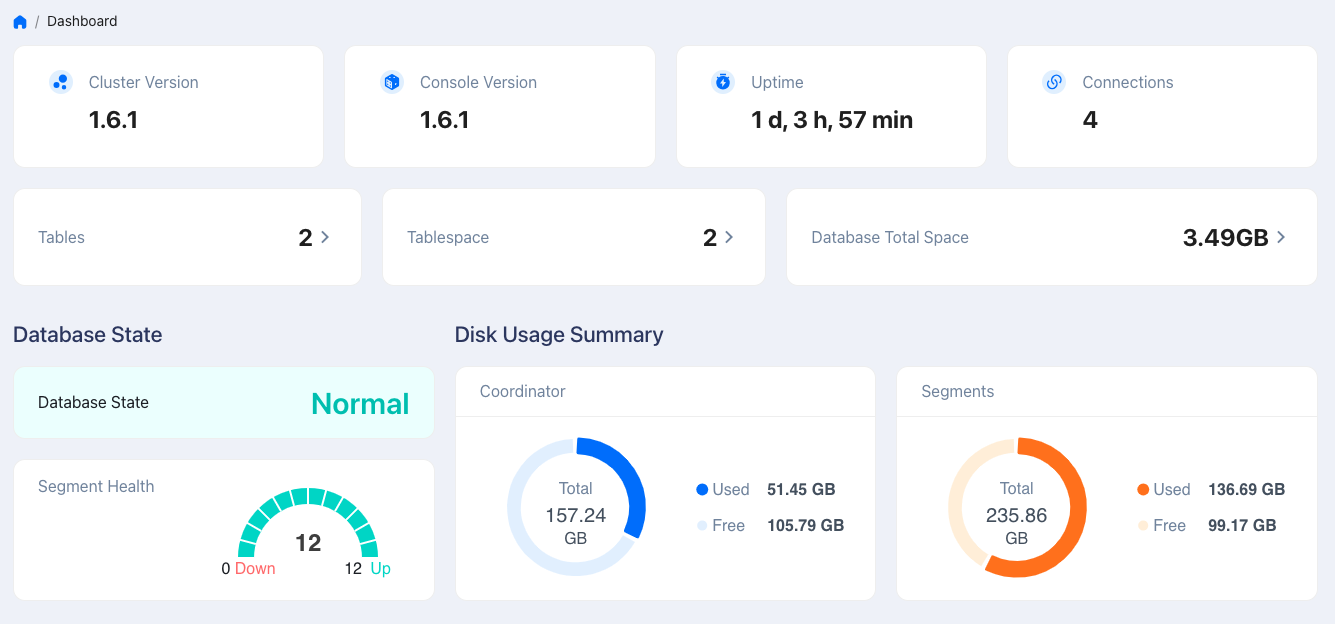 / Dashboard
Cluster Version
1.6.1
Console Version
1.6.1
Uptime
1 d, 3 h, 57 min
Connections
4
Tables
2
Tablespace
2
Database Total Space
3.49GB
Database State
Database State
Normal
Segment Health
12
0 Down
12 Up
Disk Usage Summary
Coordinator
Total
157.24
GB
Used 51.45 GB
Free 105.79 GB
Segments
Total
235.86
GB
Used 136.69 GB
Free 99.17 GB